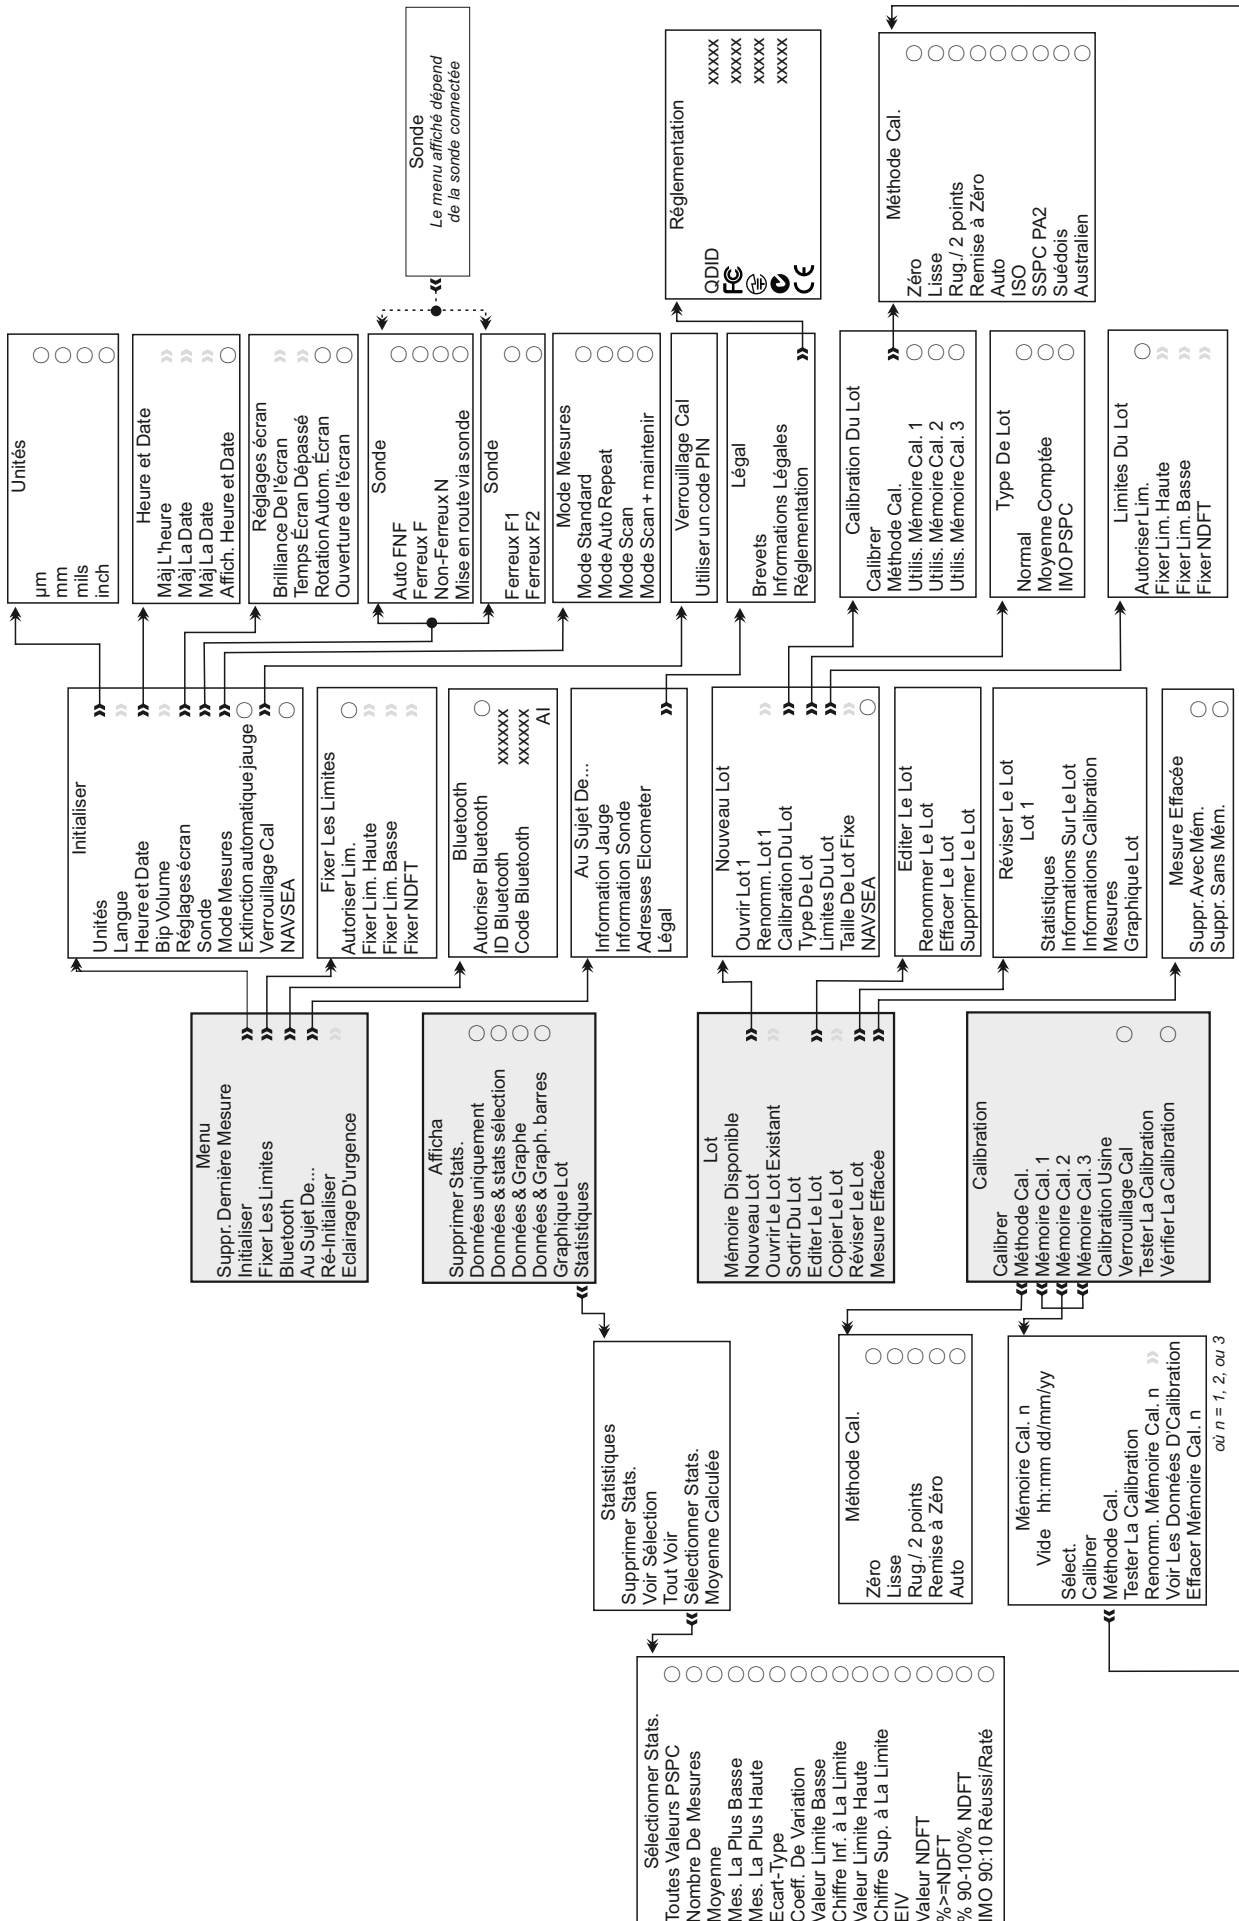 Menu
Suppr. Dernière Mesure
Initialiser
Fixer Les Limites
Bluetooth
Au Sujet De...
Ré-Initialiser
Eclairage D'urgence
Initialiser
Unités
Langue
Heure et Date
Bip Volume
Réglages écran
Sonde
Mode Mesures
Extinction automatique jauge
Verrouillage Cal
NAVSEA
Unités
µm
mm
mils
inch
Heure et Date
Màj L'heure
Màj La Date
Màj La Date
Affich. Heure et Date
Réglages écran
Brilliance De l'écran
Temps Écran Dépassé
Rotation Autom. Écran
Ouverture de l'écran
Sonde
Auto FNF
Ferreux F
Non-Ferreux N
Mise en route via sonde
Sonde
Ferreux F1
Ferreux F2
Sonde
Le menu affiché dépend
de la sonde connectée
Mode Mesures
Mode Standard
Mode Auto Repeat
Mode Scan
Mode Scan + maintenir
Verrouillage Cal
Utiliser un code PIN
Fixer Les Limites
Autoriser Lim.
Fixer Lim. Haute
Fixer Lim. Basse
Fixer NDFT
Bluetooth
Autoriser Bluetooth
ID Bluetooth xxxxxx
Code Bluetooth xxxxxx
AI
Au Sujet De...
Information Jauge
Information Sonde
Adresses Elcometer
Légal
Légal
Brevets
Informations Légales
Réglementation
Réglementation
QDID xxxxx
FC xxxxx
xxxxx
CE xxxxx
Afficha
Supprimer Stats.
Données uniquement
Données & stats sélection
Données & Graphe
Données & Graph. barres
Graphique Lot
Statistiques
Statistiques
Supprimer Stats.
Voir Sélection
Tout Voir
Sélectionner Stats.
Moyenne Calculée
Sélectionner Stats.
Toutes Valeurs PSPC
Nombre De Mesures
Moyenne
Mes. La Plus Basse
Mes. La Plus Haute
Ecart-Type
Coeff. De Variation
Valeur Limite Basse
Chiffre Inf. à La Limite
Valeur Limite Haute
Chiffre Sup. à La Limite
EIV
Valeur NDFT
%>=NDFT
% 90-100% NDFT
IMO 90:10 Réussi/Raté
Lot
Mémoire Disponible
Nouveau Lot
Ouvrir Le Lot Existant
Sortir Du Lot
Editer Le Lot
Copier Le Lot
Réviser Le Lot
Mesure Effacée
Nouveau Lot
Ouvrir Lot 1
Renomm. Lot 1
Calibration Du Lot
Type De Lot
Limites Du Lot
Taille De Lot Fixe
NAVSEA
Calibration Du Lot
Calibrer
Méthode Cal.
Utilis. Mémoire Cal. 1
Utilis. Mémoire Cal. 2
Utilis. Mémoire Cal. 3
Méthode Cal.
Zéro
Lisse
Rug./ 2 points
Remise à Zéro
Auto
ISO
SSPC PA2
Suédois
Australien
Type De Lot
Normal
Moyenne Comptée
IMO PSPC
Limites Du Lot
Autoriser Lim.
Fixer Lim. Haute
Fixer Lim. Basse
Fixer NDFT
Editer Le Lot
Renommer Le Lot
Effacer Le Lot
Supprimer Le Lot
Réviser Le Lot
Lot 1
Statistiques
Informations Sur Le Lot
Informations Calibration
Mesures
Graphique Lot
Mesure Effacée
Suppr. Avec Mém.
Suppr. Sans Mém.
Calibration
Calibrer
Méthode Cal.
Mémoire Cal. 1
Mémoire Cal. 2
Mémoire Cal. 3
Calibration Usine
Verrouillage Cal
Tester La Calibration
Vérifier La Calibration
Méthode Cal.
Zéro
Lisse
Rug./ 2 points
Remise à Zéro
Auto
Mémoire Cal. n
Vide hh:mm dd/mm/yy
Sélect.
Calibrer
Méthode Cal.
Tester La Calibration
Renomm. Mémoire Cal. n
Voir Les Données D'Calibration
Effacer Mémoire Cal. n
où n = 1, 2, ou 3